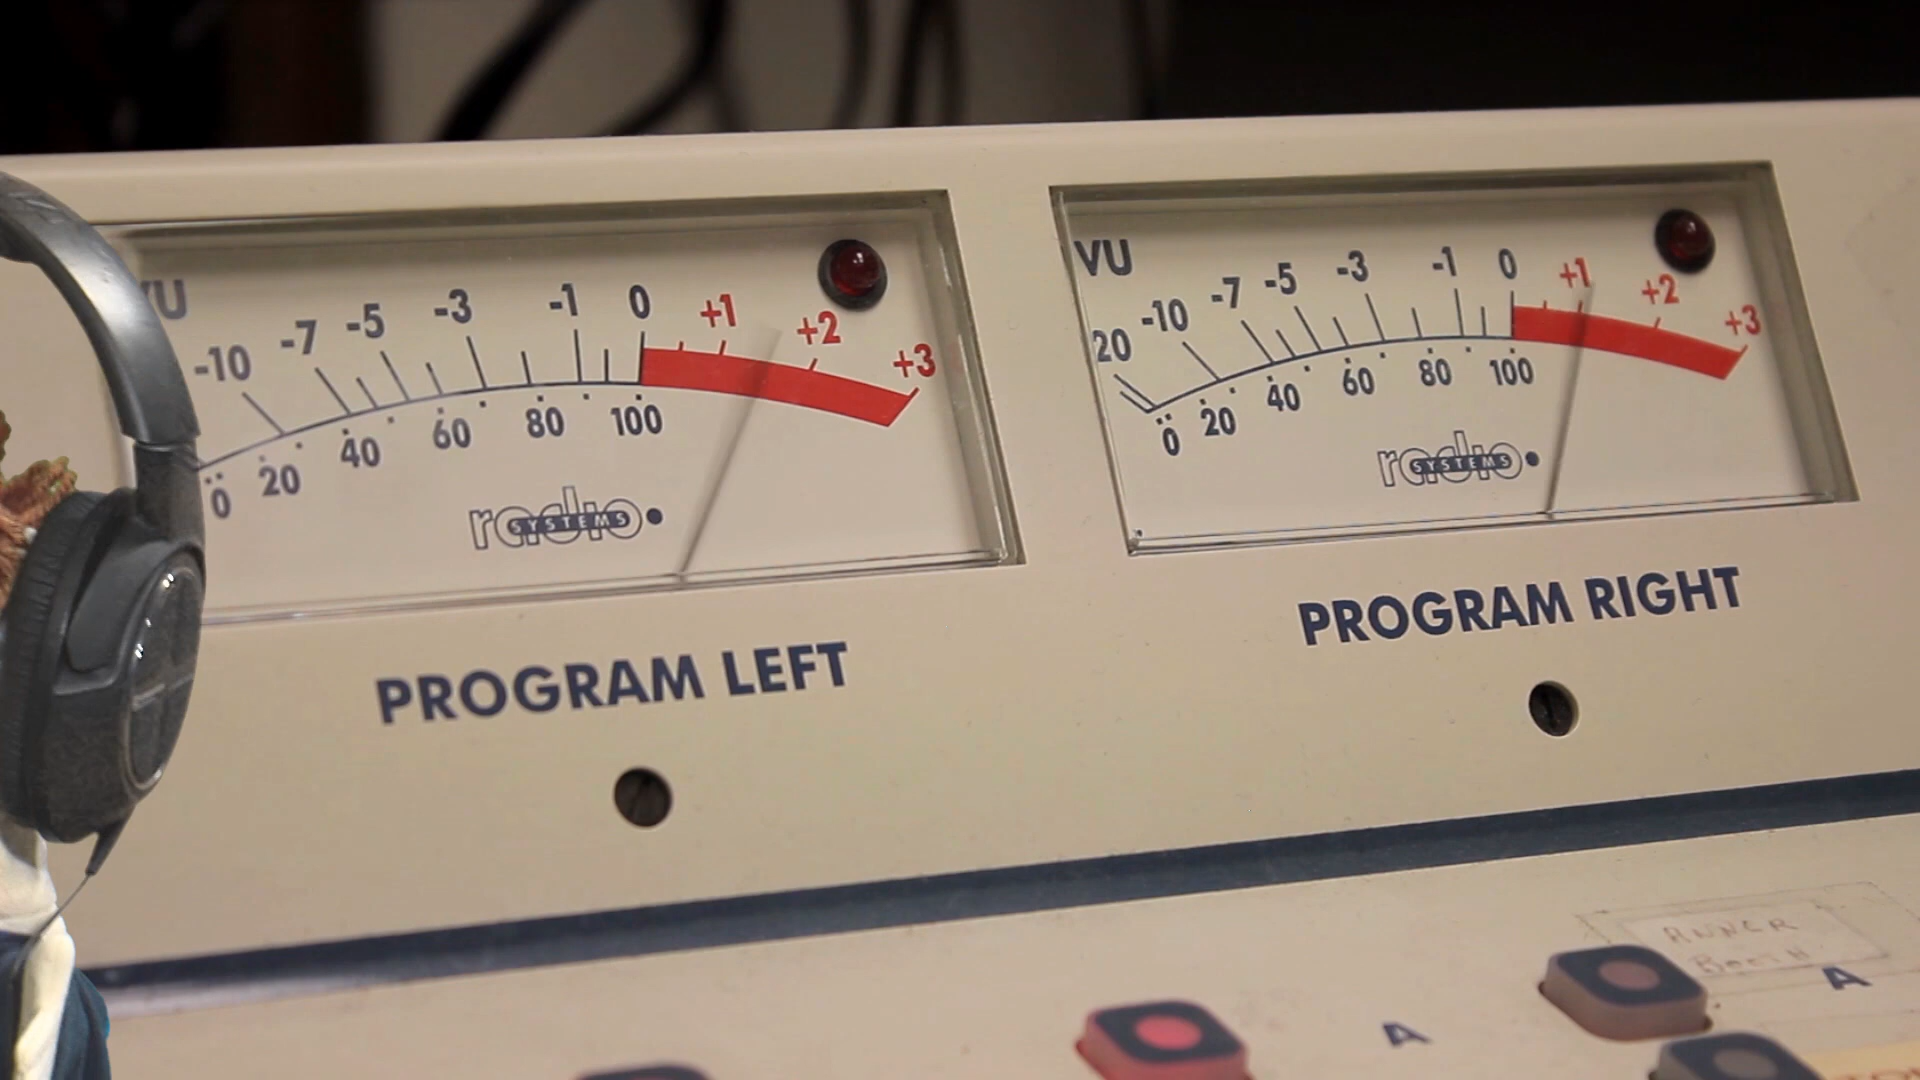 VU
-10 -7 -5 -3 -1 0 +1 +2 +3
0 20 40 60 80 100
radio
SYSTEMS
PROGRAM LEFT
VU
20 -10 -7 -5 -3 -1 0 +1 +2 +3
0 20 40 60 80 100
radio
SYSTEMS
PROGRAM RIGHT
A
A